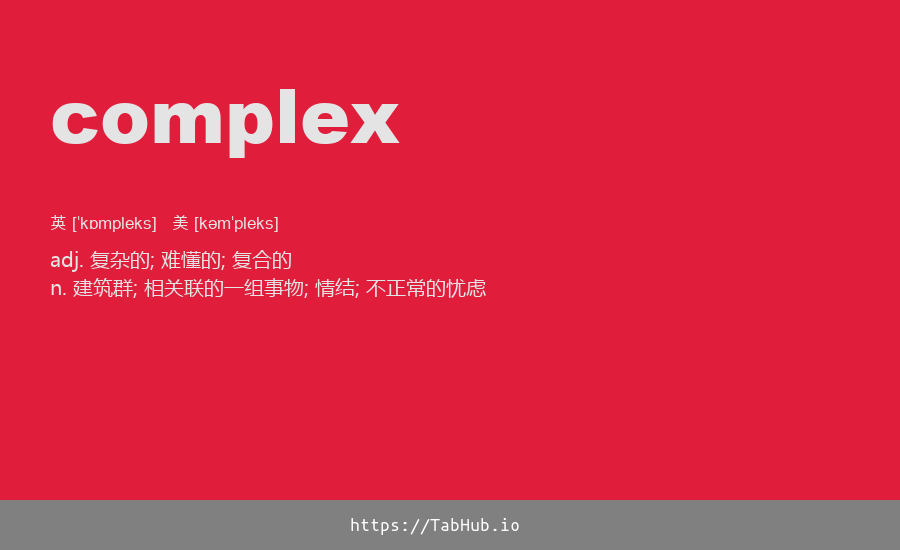 complex
英 [ˈkɒmpleks] 美 [kəmˈpleks]
adj. 复杂的; 难懂的; 复合的
n. 建筑群; 相关联的一组事物; 情结; 不正常的忧虑
https://TabHub.io